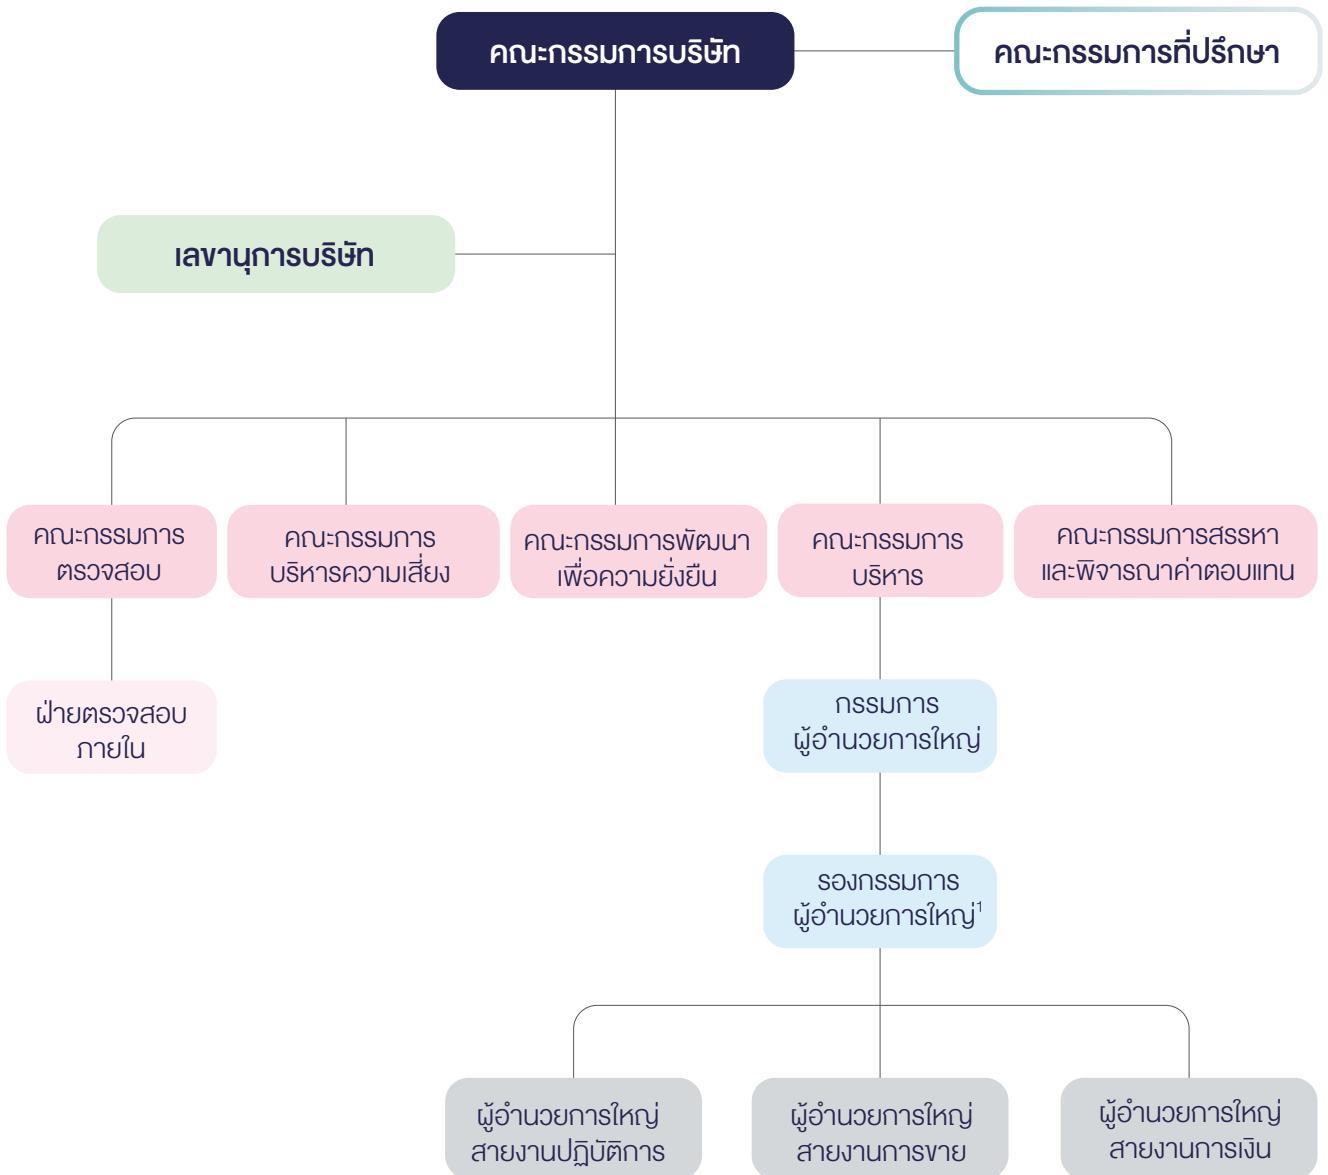 คณะกรรมการบริษัท
คณะกรรมการที่ปรึกษา
เลขานุการบริษัท
คณะกรรมการ
ตรวจสอบ
คณะกรรมการ
บริหารความเสี่ยง
คณะกรรมการพัฒนา
เพื่อความยั่งยืน
คณะกรรมการ
บริหาร
คณะกรรมการสรรหา
และพิจารณาค่าตอบแทน
ฝ่ายตรวจสอบ
ภายใน
กรรมการ
ผู้อำนวยการใหญ่
รองกรรมการ
ผู้อำนวยการใหญ่¹
ผู้อำนวยการใหญ่
สายงานปฏิบัติการ
ผู้อำนวยการใหญ่
สายงานการขาย
ผู้อำนวยการใหญ่
สายงานการเงิน